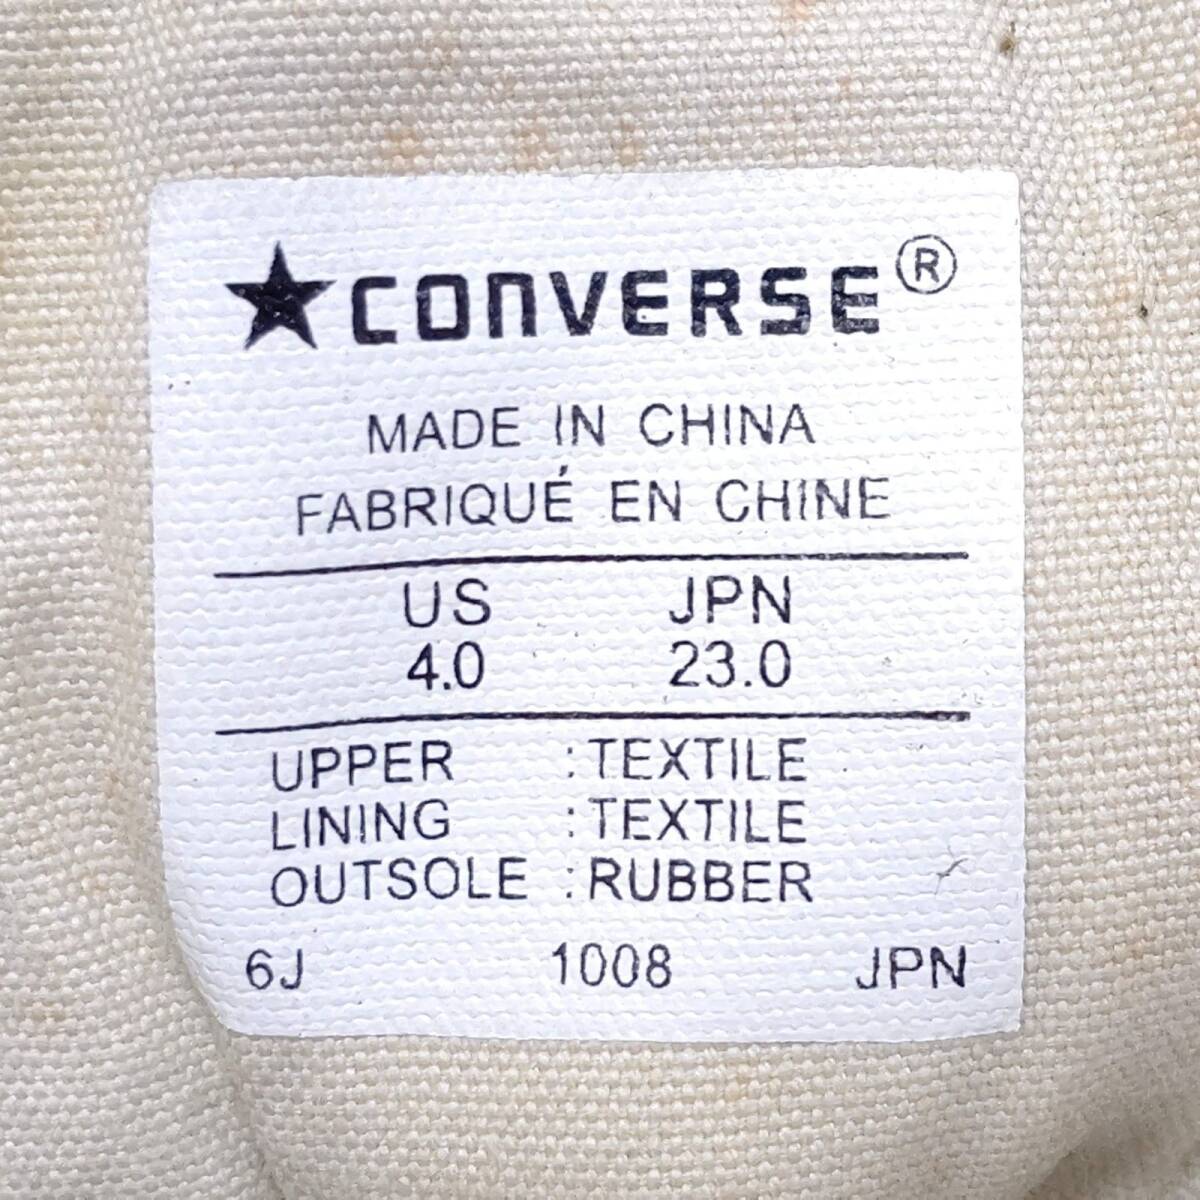 ★CONVERSE®
MADE IN CHINA
FABRIQUÉ EN CHINE
US JPN
4.0 23.0
UPPER :TEXTILE
LINING :TEXTILE
OUTSOLE :RUBBER
6J 1008 JPN